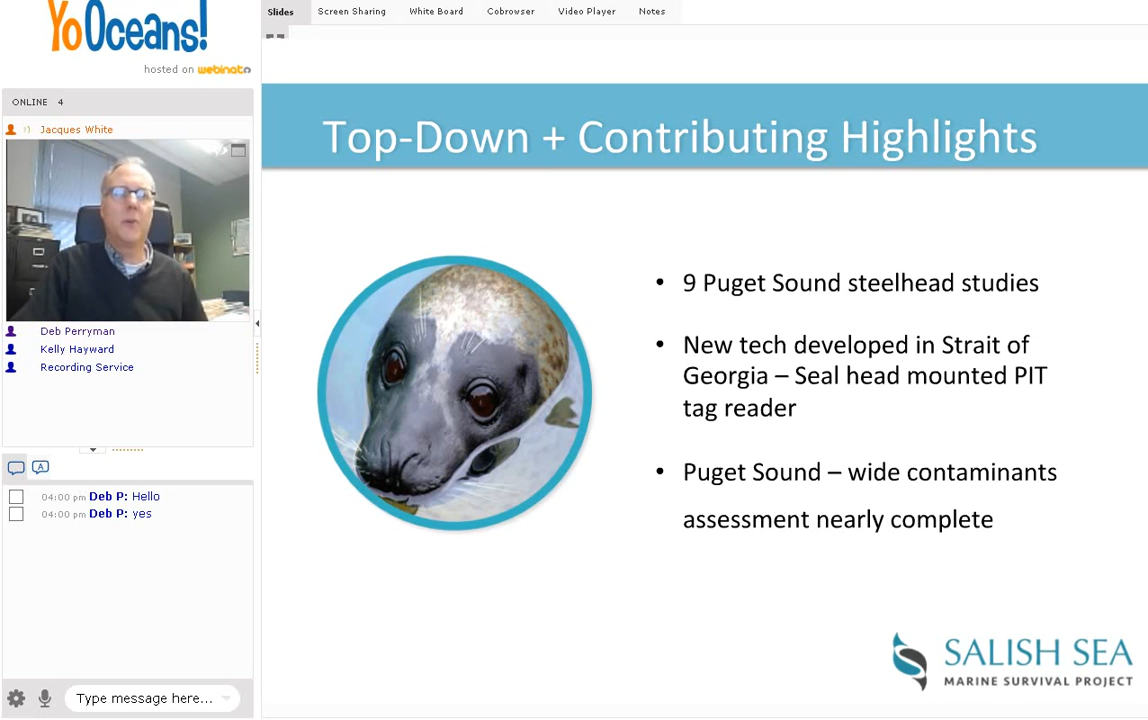 YoOceans!
hosted on webinato
Slides Screen Sharing White Board Cobrowser Video Player Notes
ONLINE 4
Jacques White
Deb Perryman
Kelly Hayward
Recording Service
04:00 pm Deb P: Hello
04:00 pm Deb P: yes
Type message here...
Top-Down + Contributing Highlights
• 9 Puget Sound steelhead studies
• New tech developed in Strait of
Georgia – Seal head mounted PIT
tag reader
• Puget Sound – wide contaminants
assessment nearly complete
SALISH SEA
MARINE SURVIVAL PROJECT